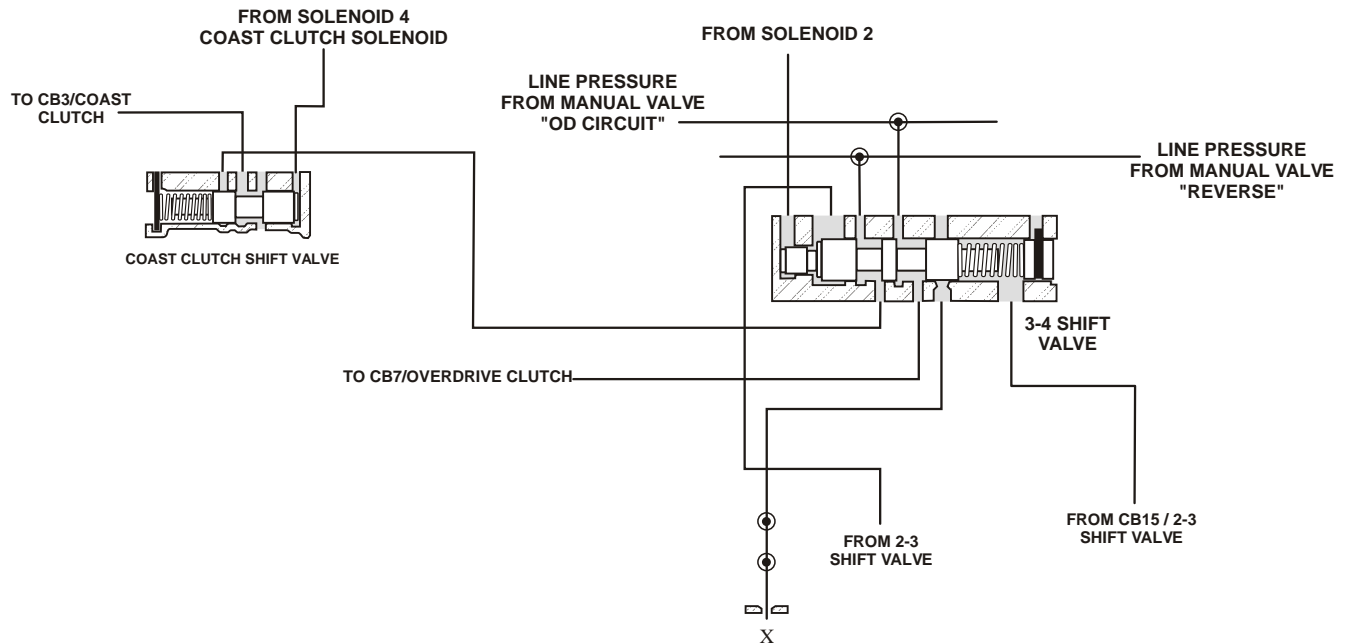 FROM SOLENOID 4
COAST CLUTCH SOLENOID
FROM SOLENOID 2
LINE PRESSURE
FROM MANUAL VALVE
"OD CIRCUIT"
TO CB3/COAST
CLUTCH
LINE PRESSURE
FROM MANUAL VALVE
"REVERSE"
COAST CLUTCH SHIFT VALVE
3-4 SHIFT
VALVE
TO CB7/OVERDRIVE CLUTCH
FROM 2-3
SHIFT VALVE
FROM CB15 / 2-3
SHIFT VALVE
X